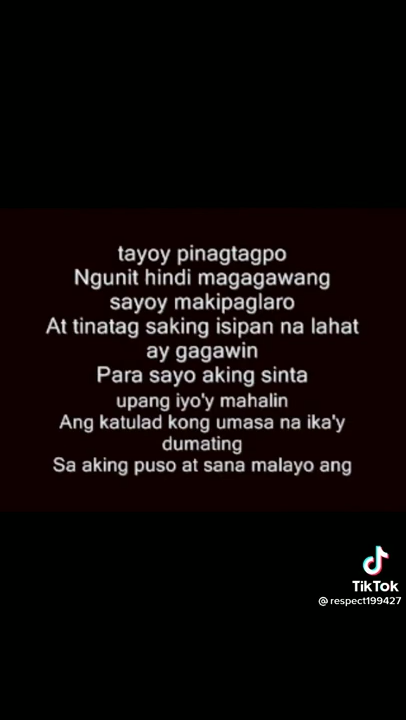 tayoy pinagtagpo
Ngunit hindi magagawang
sayoy makipaglaro
At tinatag saking isipan na lahat
ay gagawin
Para sayo aking sinta
upang iyo'y mahalin
Ang katulad kong umasa na ika'y
dumating
Sa aking puso at sana malayo ang
TikTok
@respect199427